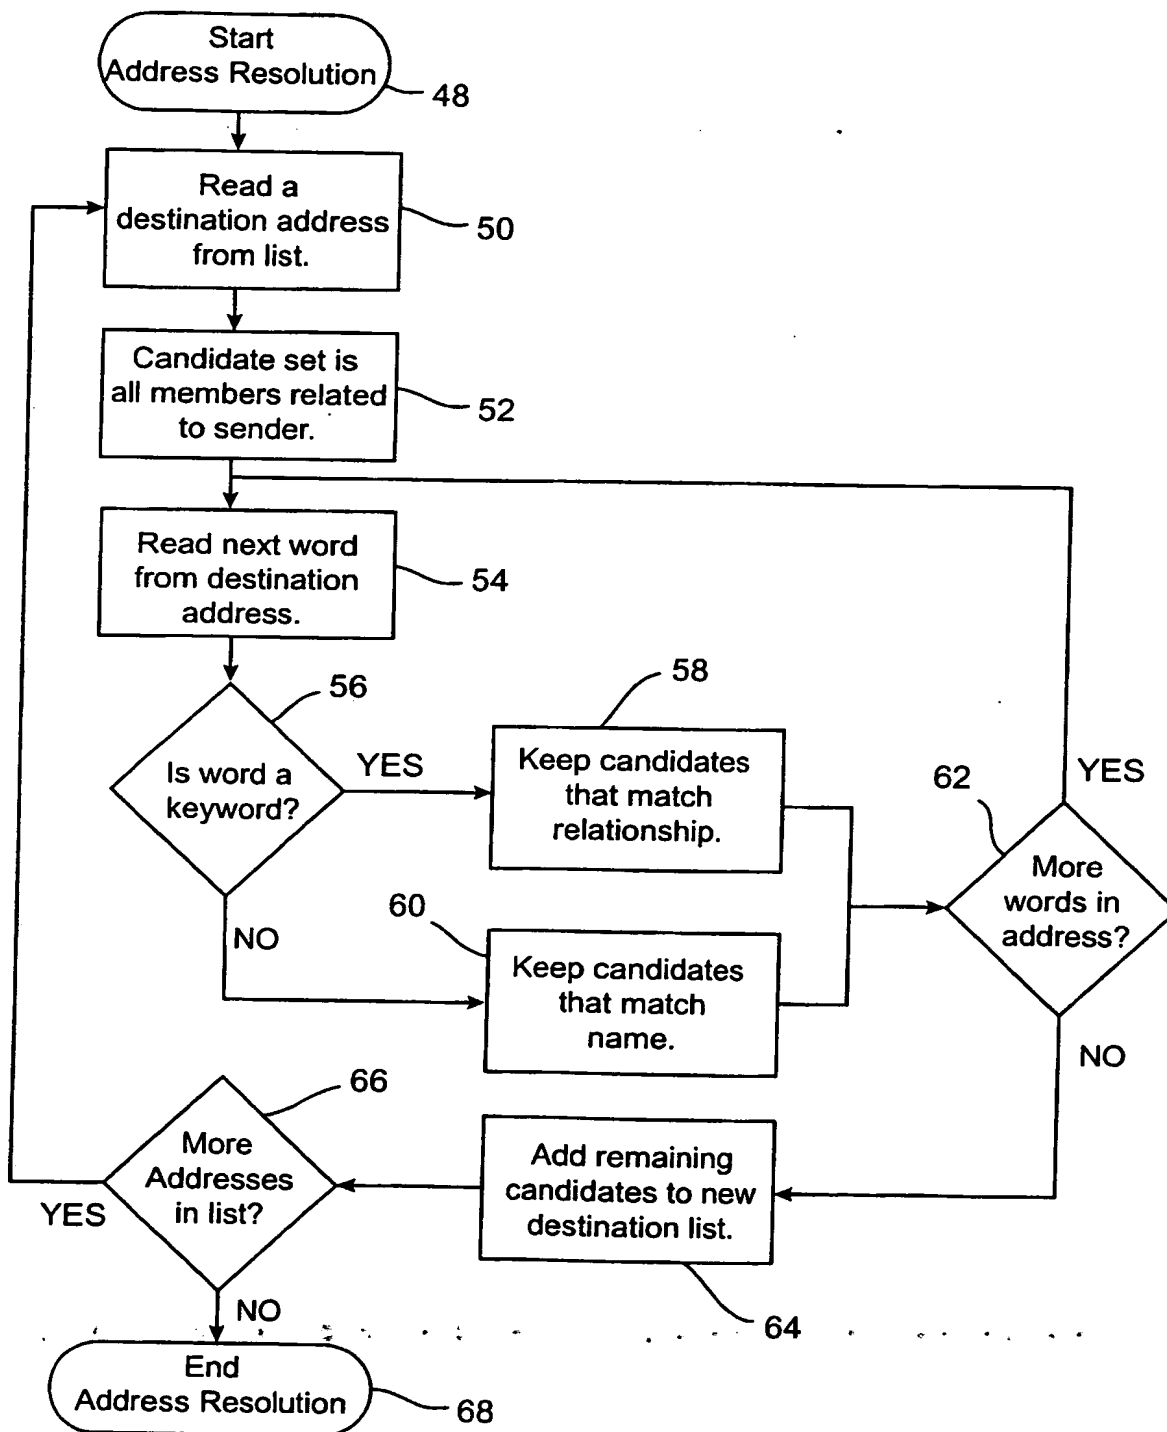 Start
Address Resolution
48
Read a
destination address
from list.
50
Candidate set is
all members related
to sender.
52
Read next word
from destination
address.
54
56
Is word a
keyword?
YES
NO
58
Keep candidates
that match
relationship.
60
Keep candidates
that match
name.
62
More
words in
address?
YES
NO
Add remaining
candidates to new
destination list.
64
66
More
Addresses
in list?
YES
NO
End
Address Resolution
68